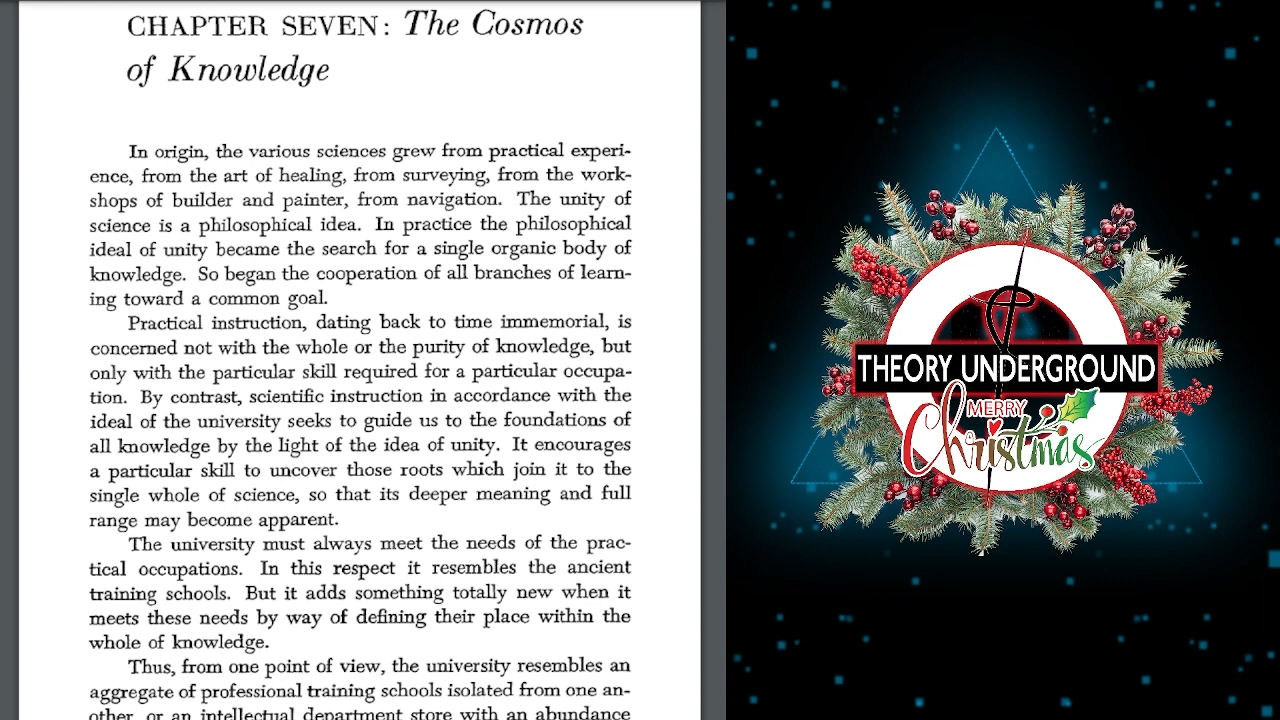 CHAPTER SEVEN: The Cosmos
of Knowledge
In origin, the various sciences grew from practical experi-
ence, from the art of healing, from surveying, from the work-
shops of builder and painter, from navigation. The unity of
science is a philosophical idea. In practice the philosophical
ideal of unity became the search for a single organic body of
knowledge. So began the cooperation of all branches of learn-
ing toward a common goal.
Practical instruction, dating back to time immemorial, is
concerned not with the whole or the purity of knowledge, but
only with the particular skill required for a particular occupa-
tion. By contrast, scientific instruction in accordance with the
ideal of the university seeks to guide us to the foundations of
all knowledge by the light of the idea of unity. It encourages
a particular skill to uncover those roots which join it to the
single whole of science, so that its deeper meaning and full
range may become apparent.
The university must always meet the needs of the prac-
tical occupations. In this respect it resembles the ancient
training schools. But it adds something totally new when it
meets these needs by way of defining their place within the
whole of knowledge.
Thus, from one point of view, the university resembles an
aggregate of professional training schools isolated from one an-
other, or an intellectual department store with an abundance
THEORY UNDERGROUND
MERRY
Christmas